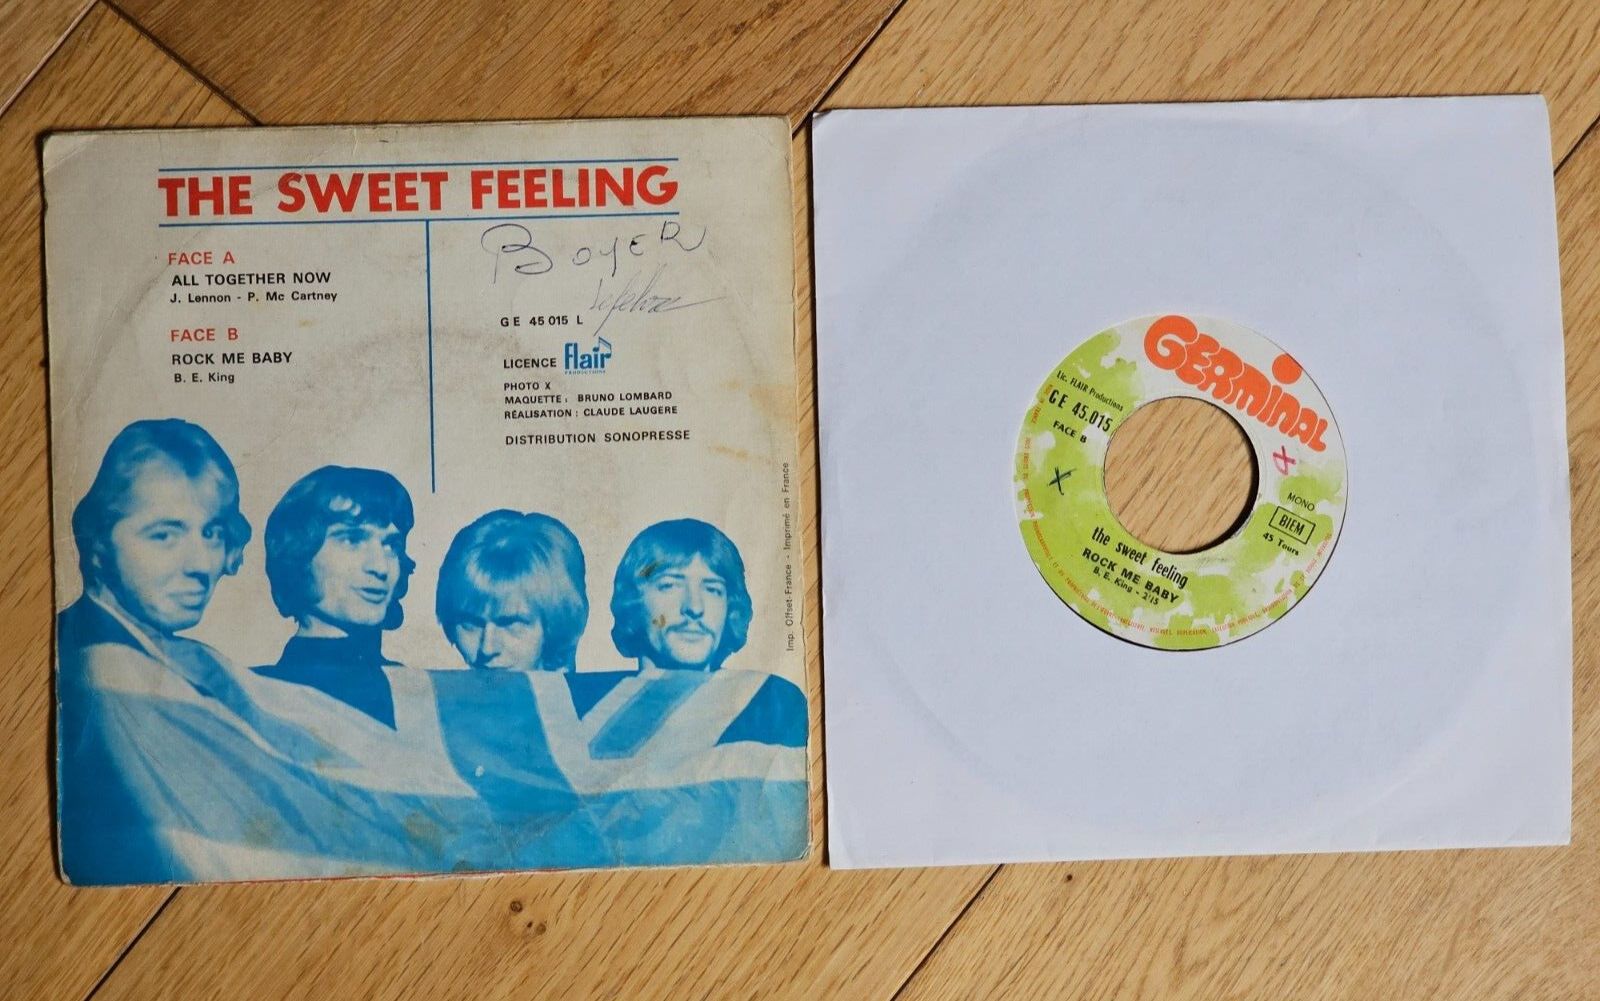 THE SWEET FEELING
FACE A
ALL TOGETHER NOW
J. Lennon - P. Mc Cartney
FACE B
ROCK ME BABY
B. E. King
BOYER
GE 45 015 L
LICENCE flair
PRODUCTIONS
PHOTO X
MAQUETTE : BRUNO LOMBARD
RÉALISATION : CLAUDE LAUGERE
DISTRIBUTION SONOPRESSE
Imp. Offset-France - Imprimé en France
GERMINAL
Lic. FLAIR-Productions
GE 45.015
FACE B
X
MONO
BIEM
45 Tours
the sweet feeling
ROCK ME BABY
B. E. King - 2'15